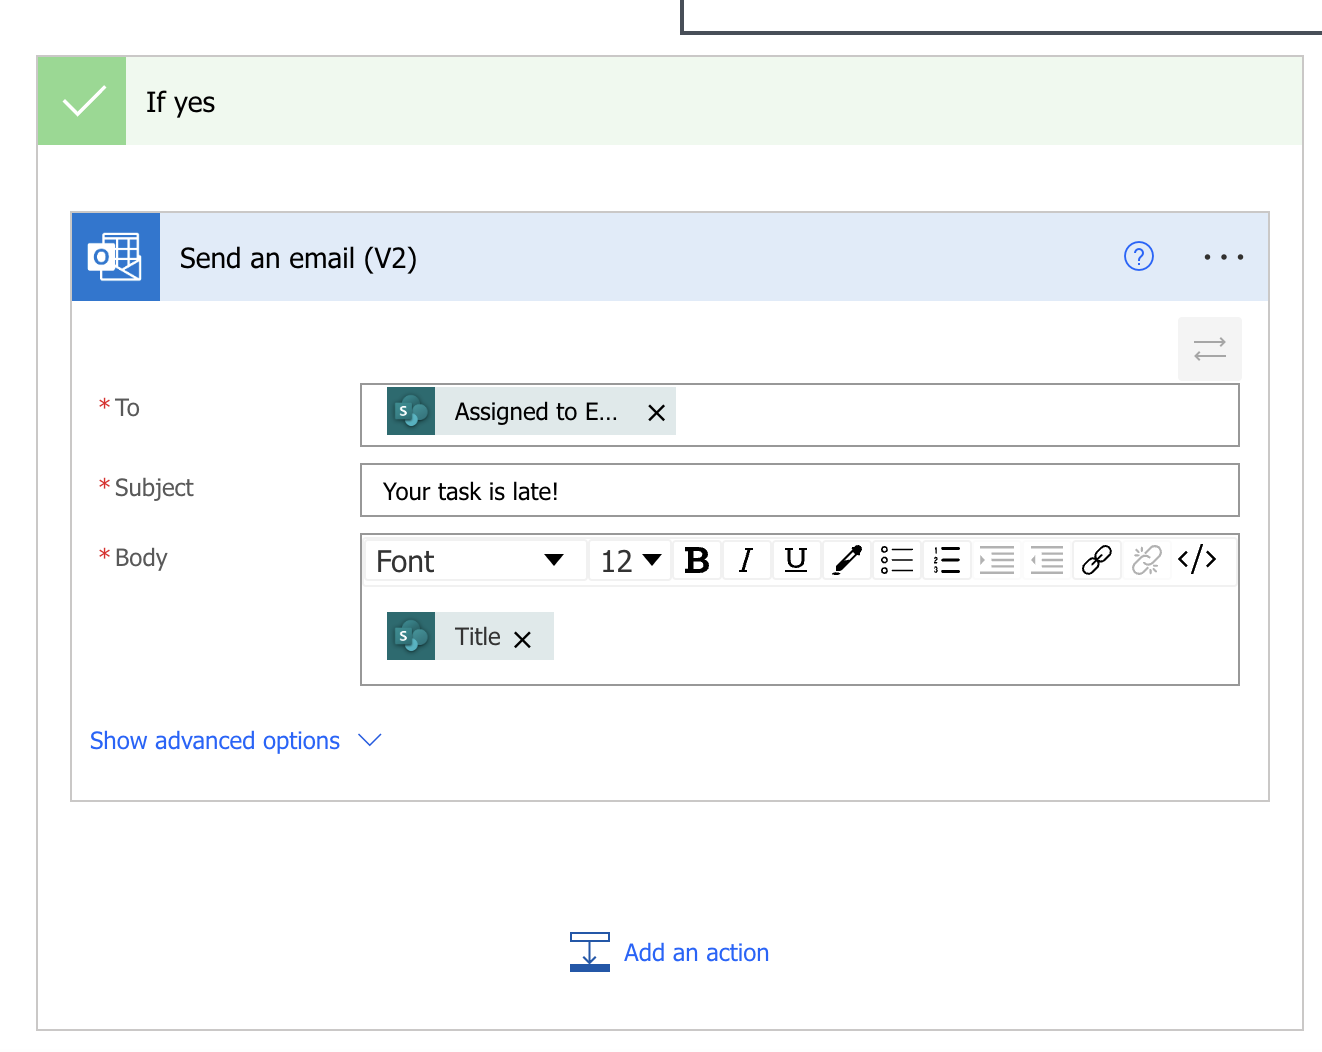 If yes
Send an email (V2)
* To
Assigned to E...
* Subject
Your task is late!
* Body
Font 12 B I U </>
Title
Show advanced options
Add an action